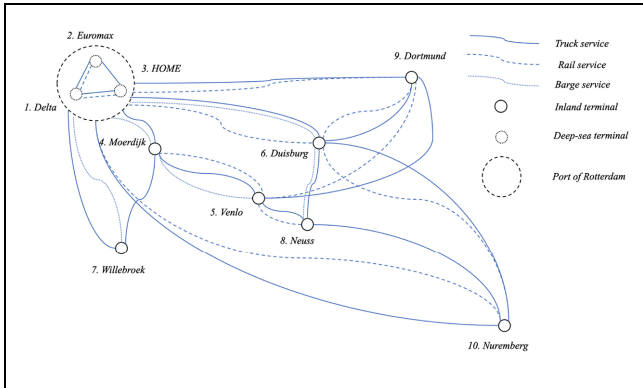 2. Euromax
3. HOME
1. Delta
4. Moerdijk
5. Venlo
6. Duisburg
7. Willebroek
8. Neuss
9. Dortmund
10. Nuremberg
Truck service
Rail service
Barge service
Inland terminal
Deep-sea terminal
Port of Rotterdam